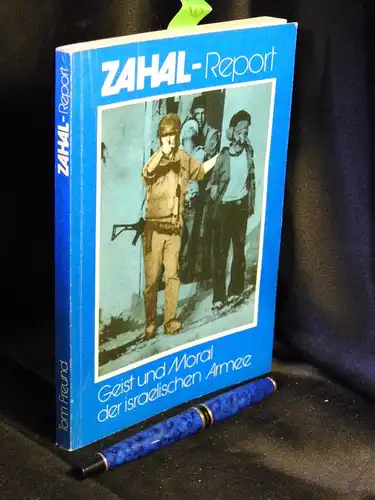 ZAHAL-Report
Geist und Moral
der israelischen Armee
Tom Freund
ZAHAL-Report